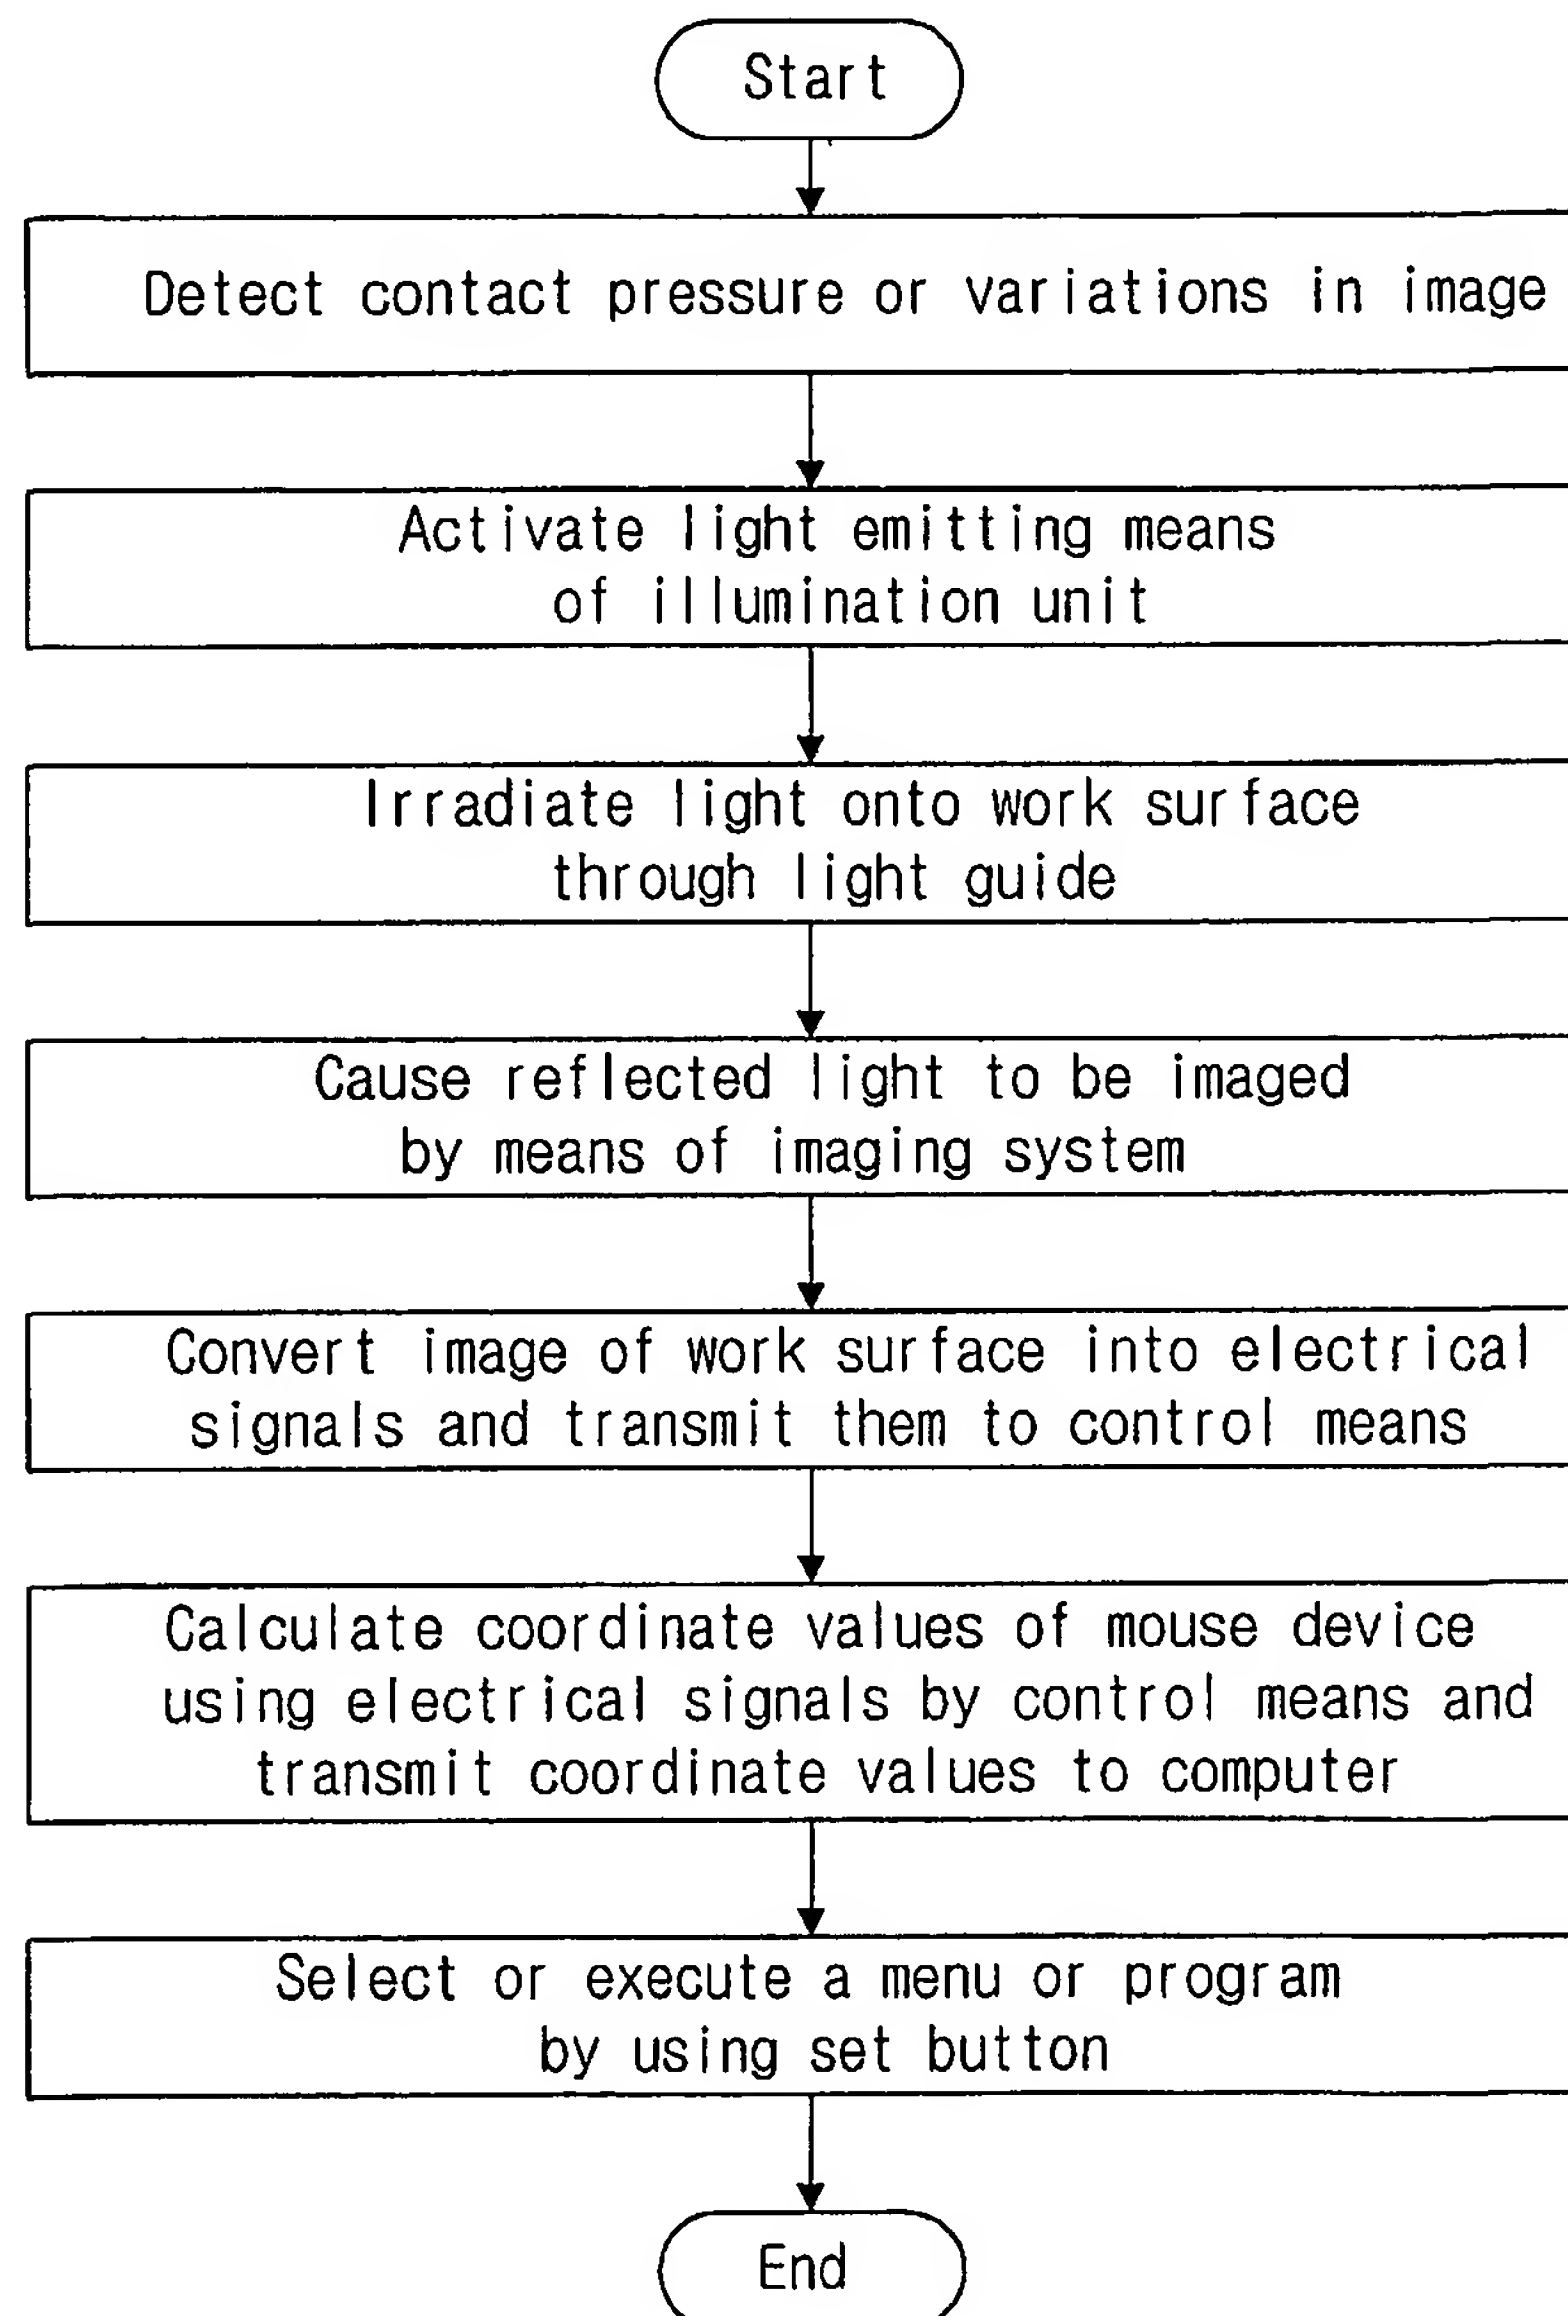 Start
Detect contact pressure or variations in image
Activate light emitting means
of illumination unit
Irradiate light onto work surface
through light guide
Cause reflected light to be imaged
by means of imaging system
Convert image of work surface into electrical
signals and transmit them to control means
Calculate coordinate values of mouse device
using electrical signals by control means and
transmit coordinate values to computer
Select or execute a menu or program
by using set button
End